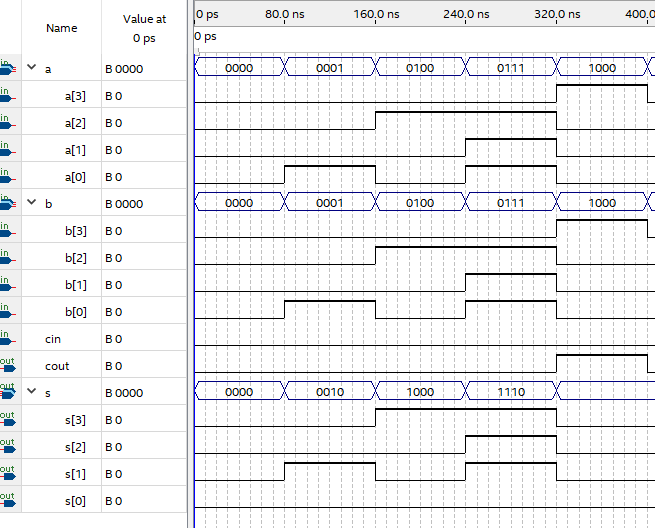 Name Value at 0 ps 0 ps 80.0 ns 160.0 ns 240.0 ns 320.0 ns 400.0
0 ps
in a B 0000 0000 0001 0100 0111 1000
in a[3] B 0
in a[2] B 0
in a[1] B 0
in a[0] B 0
in b B 0000 0000 0001 0100 0111 1000
in b[3] B 0
in b[2] B 0
in b[1] B 0
in b[0] B 0
in cin B 0
out cout B 0
out s B 0000 0000 0010 1000 1110
out s[3] B 0
out s[2] B 0
out s[1] B 0
out s[0] B 0